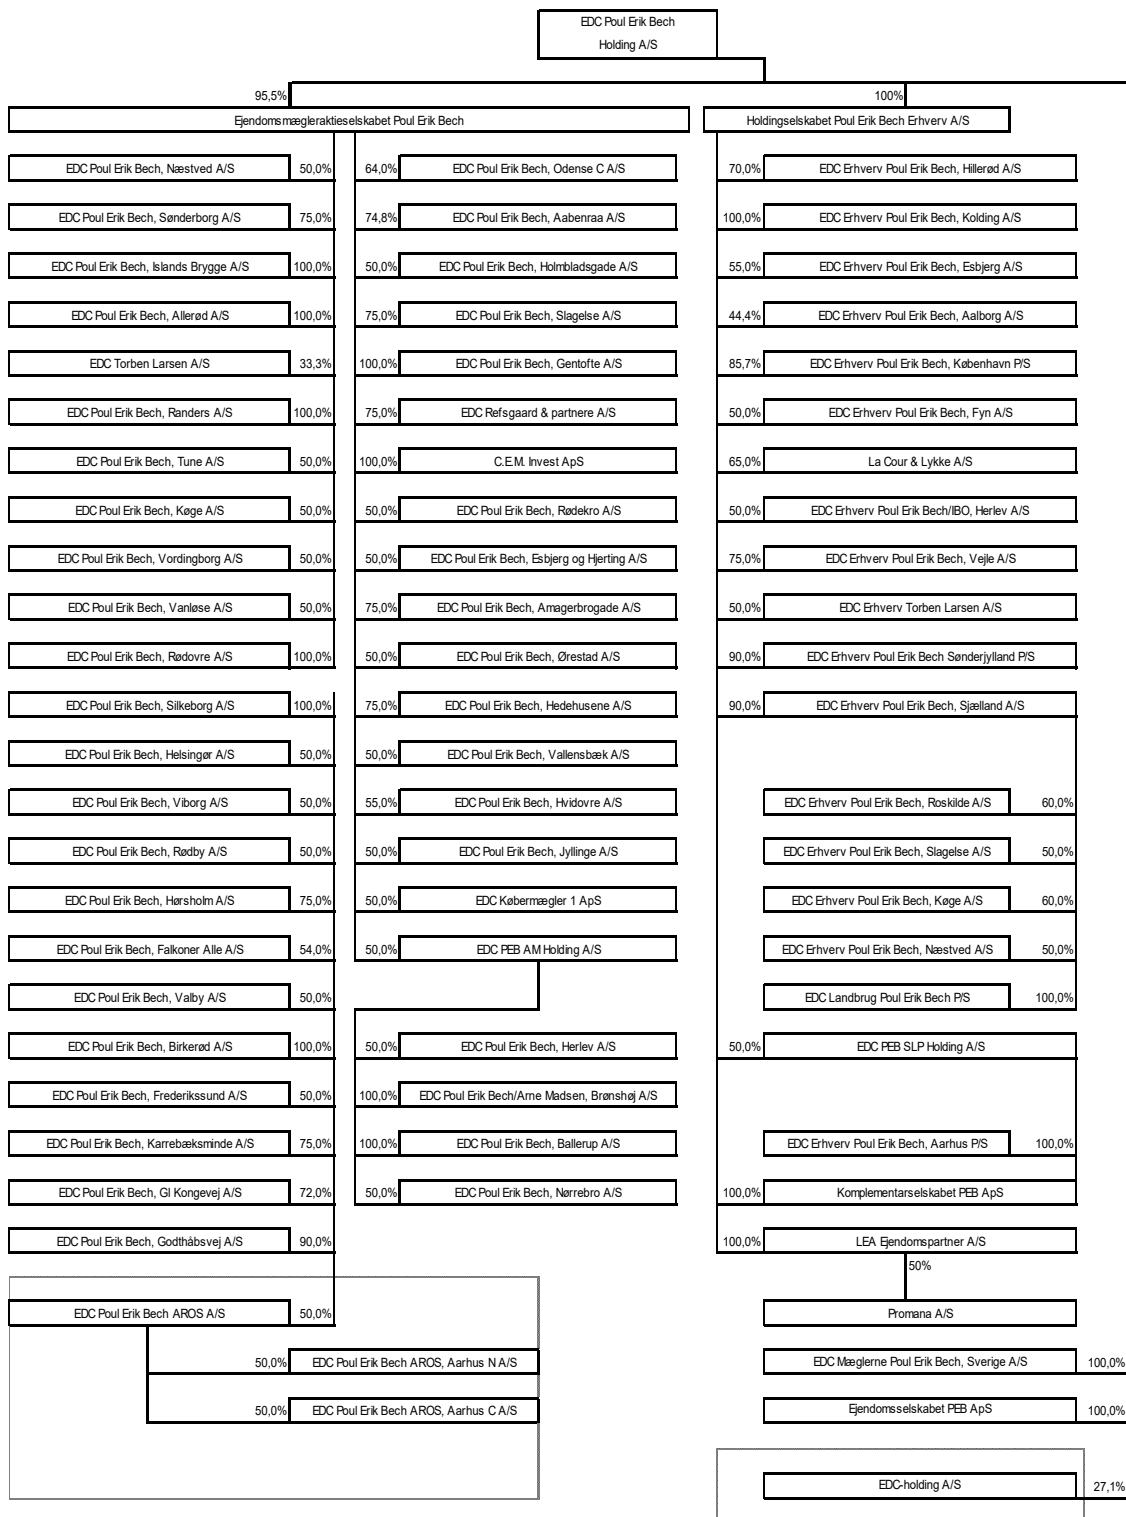 EDC Poul Erik Bech
Holding A/S
95,5%
100%
Ejendomsmægleraktieselskabet Poul Erik Bech
Holdingselskabet Poul Erik Bech Erhverv A/S
EDC Poul Erik Bech, Næstved A/S 50,0% 64,0% EDC Poul Erik Bech, Odense C A/S 70,0% EDC Erhverv Poul Erik Bech, Hillerød A/S
EDC Poul Erik Bech, Sønderborg A/S 75,0% 74,8% EDC Poul Erik Bech, Aabenraa A/S 100,0% EDC Erhverv Poul Erik Bech, Kolding A/S
EDC Poul Erik Bech, Islands Brygge A/S 100,0% 50,0% EDC Poul Erik Bech, Holmbladsgade A/S 55,0% EDC Erhverv Poul Erik Bech, Esbjerg A/S
EDC Poul Erik Bech, Allerød A/S 100,0% 75,0% EDC Poul Erik Bech, Slagelse A/S 44,4% EDC Erhverv Poul Erik Bech, Aalborg A/S
EDC Torben Larsen A/S 33,3% 100,0% EDC Poul Erik Bech, Gentofte A/S 85,7% EDC Erhverv Poul Erik Bech, København P/S
EDC Poul Erik Bech, Randers A/S 100,0% 75,0% EDC Refsgaard & partnere A/S 50,0% EDC Erhverv Poul Erik Bech, Fyn A/S
EDC Poul Erik Bech, Tune A/S 50,0% 100,0% C.E.M. Invest ApS 65,0% La Cour & Lykke A/S
EDC Poul Erik Bech, Køge A/S 50,0% 50,0% EDC Poul Erik Bech, Rødekro A/S 50,0% EDC Erhverv Poul Erik Bech/IBO, Herlev A/S
EDC Poul Erik Bech, Vordingborg A/S 50,0% 50,0% EDC Poul Erik Bech, Esbjerg og Hjerting A/S 75,0% EDC Erhverv Poul Erik Bech, Vejle A/S
EDC Poul Erik Bech, Vanløse A/S 50,0% 75,0% EDC Poul Erik Bech, Amagerbrogade A/S 50,0% EDC Erhverv Torben Larsen A/S
EDC Poul Erik Bech, Rødovre A/S 100,0% 50,0% EDC Poul Erik Bech, Ørestad A/S 90,0% EDC Erhverv Poul Erik Bech Sønderjylland P/S
EDC Poul Erik Bech, Silkeborg A/S 100,0% 75,0% EDC Poul Erik Bech, Hedehusene A/S 90,0% EDC Erhverv Poul Erik Bech, Sjælland A/S
EDC Poul Erik Bech, Helsingør A/S 50,0% 50,0% EDC Poul Erik Bech, Vallensbæk A/S
EDC Poul Erik Bech, Viborg A/S 50,0% 55,0% EDC Poul Erik Bech, Hvidovre A/S EDC Erhverv Poul Erik Bech, Roskilde A/S 60,0%
EDC Poul Erik Bech, Rødby A/S 50,0% 50,0% EDC Poul Erik Bech, Jyllinge A/S EDC Erhverv Poul Erik Bech, Slagelse A/S 50,0%
EDC Poul Erik Bech, Hørsholm A/S 75,0% 50,0% EDC Købermægler 1 ApS EDC Erhverv Poul Erik Bech, Køge A/S 60,0%
EDC Poul Erik Bech, Falkoner Alle A/S 54,0% 50,0% EDC PEB AM Holding A/S EDC Erhverv Poul Erik Bech, Næstved A/S 50,0%
EDC Poul Erik Bech, Valby A/S 50,0% EDC Landbrug Poul Erik Bech P/S 100,0%
EDC Poul Erik Bech, Birkerød A/S 100,0% 50,0% EDC Poul Erik Bech, Herlev A/S 50,0% EDC PEB SLP Holding A/S
EDC Poul Erik Bech, Frederikssund A/S 50,0% 100,0% EDC Poul Erik Bech/Arne Madsen, Brønshøj A/S
EDC Poul Erik Bech, Karrebæksminde A/S 75,0% 100,0% EDC Poul Erik Bech, Ballerup A/S EDC Erhverv Poul Erik Bech, Aarhus P/S 100,0%
EDC Poul Erik Bech, Gl Kongevej A/S 72,0% 50,0% EDC Poul Erik Bech, Nørrebro A/S 100,0% Komplementarselskabet PEB ApS
EDC Poul Erik Bech, Godthåbsvej A/S 90,0% 100,0% LEA Ejendomspartner A/S
50%
EDC Poul Erik Bech AROS A/S 50,0% Promana A/S
50,0% EDC Poul Erik Bech AROS, Aarhus N A/S EDC Mæglerne Poul Erik Bech, Sverige A/S 100,0%
50,0% EDC Poul Erik Bech AROS, Aarhus C A/S Ejendomsselskabet PEB ApS 100,0%
EDC-holding A/S 27,1%